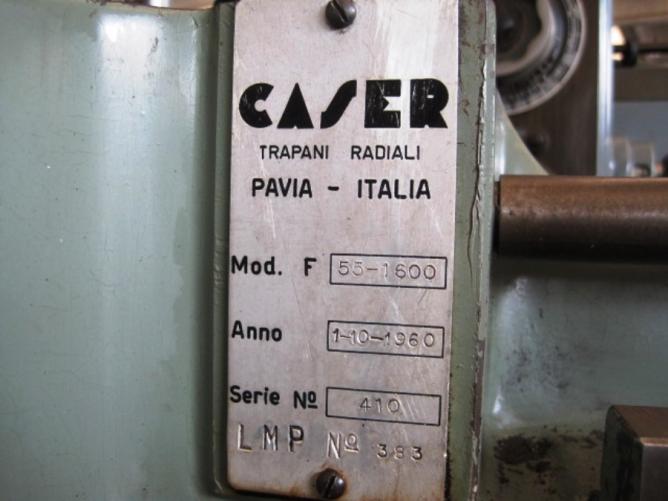 CASER
TRAPANI RADIALI
PAVIA - ITALIA
Mod. F 55-1600
Anno 1-10-1960
Serie Nº 410
LMP Nº 383